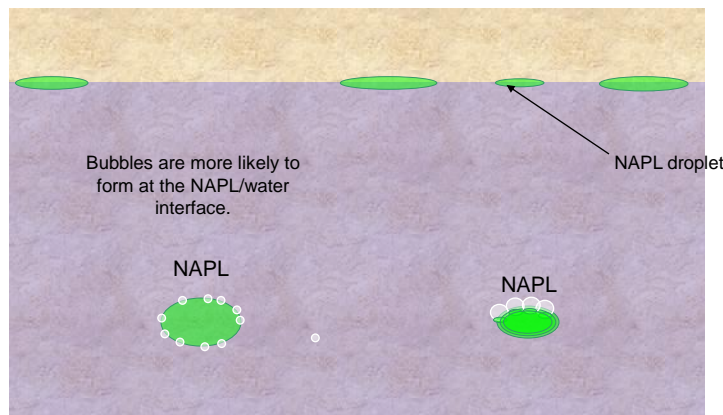 NAPL droplet
Bubbles are more likely to
form at the NAPL/water
interface.
NAPL
NAPL